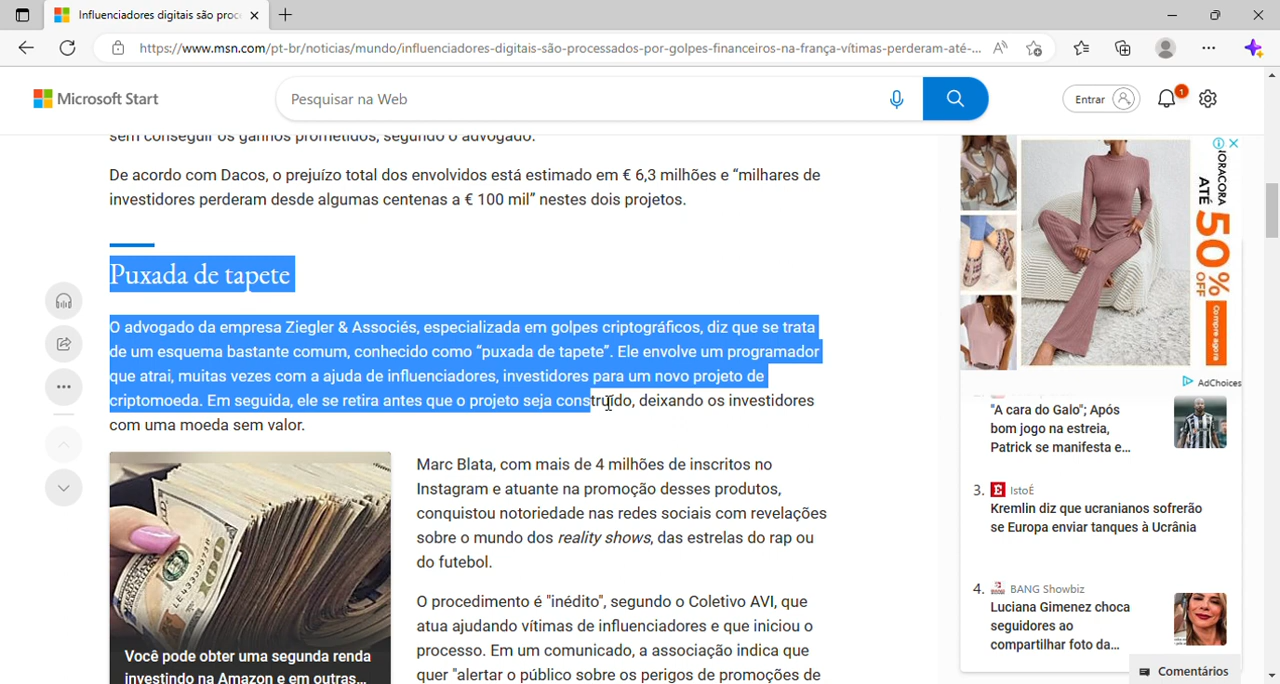 Influenciadores digitais são proc
https://www.msn.com/pt-br/noticias/mundo/influenciadores-digitais-são-processados-por-golpes-financeiros-na-frança-vítimas-perderam-até-...
Microsoft Start
Pesquisar na Web
Entrar
1
sem conseguir os ganhos prometidos, segundo o advogado.
De acordo com Dacos, o prejuízo total dos envolvidos está estimado em € 6,3 milhões e “milhares de
investidores perderam desde algumas centenas a € 100 mil” nestes dois projetos.
Puxada de tapete
O advogado da empresa Ziegler & Associés, especializada em golpes criptográficos, diz que se trata
de um esquema bastante comum, conhecido como “puxada de tapete”. Ele envolve um programador
que atrai, muitas vezes com a ajuda de influenciadores, investidores para um novo projeto de
criptomoeda. Em seguida, ele se retira antes que o projeto seja construído, deixando os investidores
com uma moeda sem valor.
Você pode obter uma segunda renda
investindo na Amazon e em outras...
Marc Blata, com mais de 4 milhões de inscritos no
Instagram e atuante na promoção desses produtos,
conquistou notoriedade nas redes sociais com revelações
sobre o mundo dos reality shows, das estrelas do rap ou
do futebol.
O procedimento é "inédito", segundo o Coletivo AVI, que
atua ajudando vítimas de influenciadores e que iniciou o
processo. Em um comunicado, a associação indica que
quer "alertar o público sobre os perigos de promoções de
IORACORA
ATÉ
50%
OFF
Compre agora
AdChoices
"A cara do Galo"; Após
bom jogo na estreia,
Patrick se manifesta e...
3. E IstoÉ
Kremlin diz que ucranianos sofrerão
se Europa enviar tanques à Ucrânia
4. BANG Showbiz
Luciana Gimenez choca
seguidores ao
compartilhar foto da...
Comentários